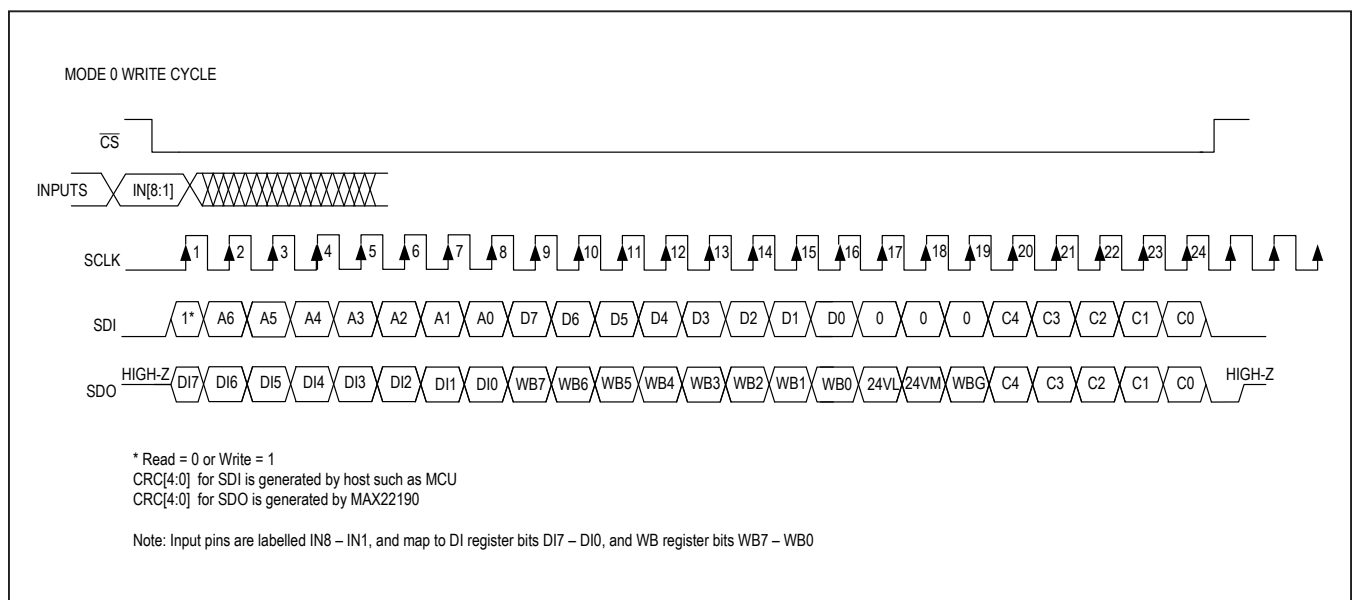 MODE 0 WRITE CYCLE
CS
INPUTS IN[8:1]
SCLK 1 2 3 4 5 6 7 8 9 10 11 12 13 14 15 16 17 18 19 20 21 22 23 24
SDI 1* A6 A5 A4 A3 A2 A1 A0 D7 D6 D5 D4 D3 D2 D1 D0 0 0 0 C4 C3 C2 C1 C0
SDO HIGH-Z DI7 DI6 DI5 DI4 DI3 DI2 DI1 DI0 WB7 WB6 WB5 WB4 WB3 WB2 WB1 WB0 24VL 24VM WBG C4 C3 C2 C1 C0 HIGH-Z
* Read = 0 or Write = 1
CRC[4:0] for SDI is generated by host such as MCU
CRC[4:0] for SDO is generated by MAX22190
Note: Input pins are labelled IN8 – IN1, and map to DI register bits DI7 – DI0, and WB register bits WB7 – WB0